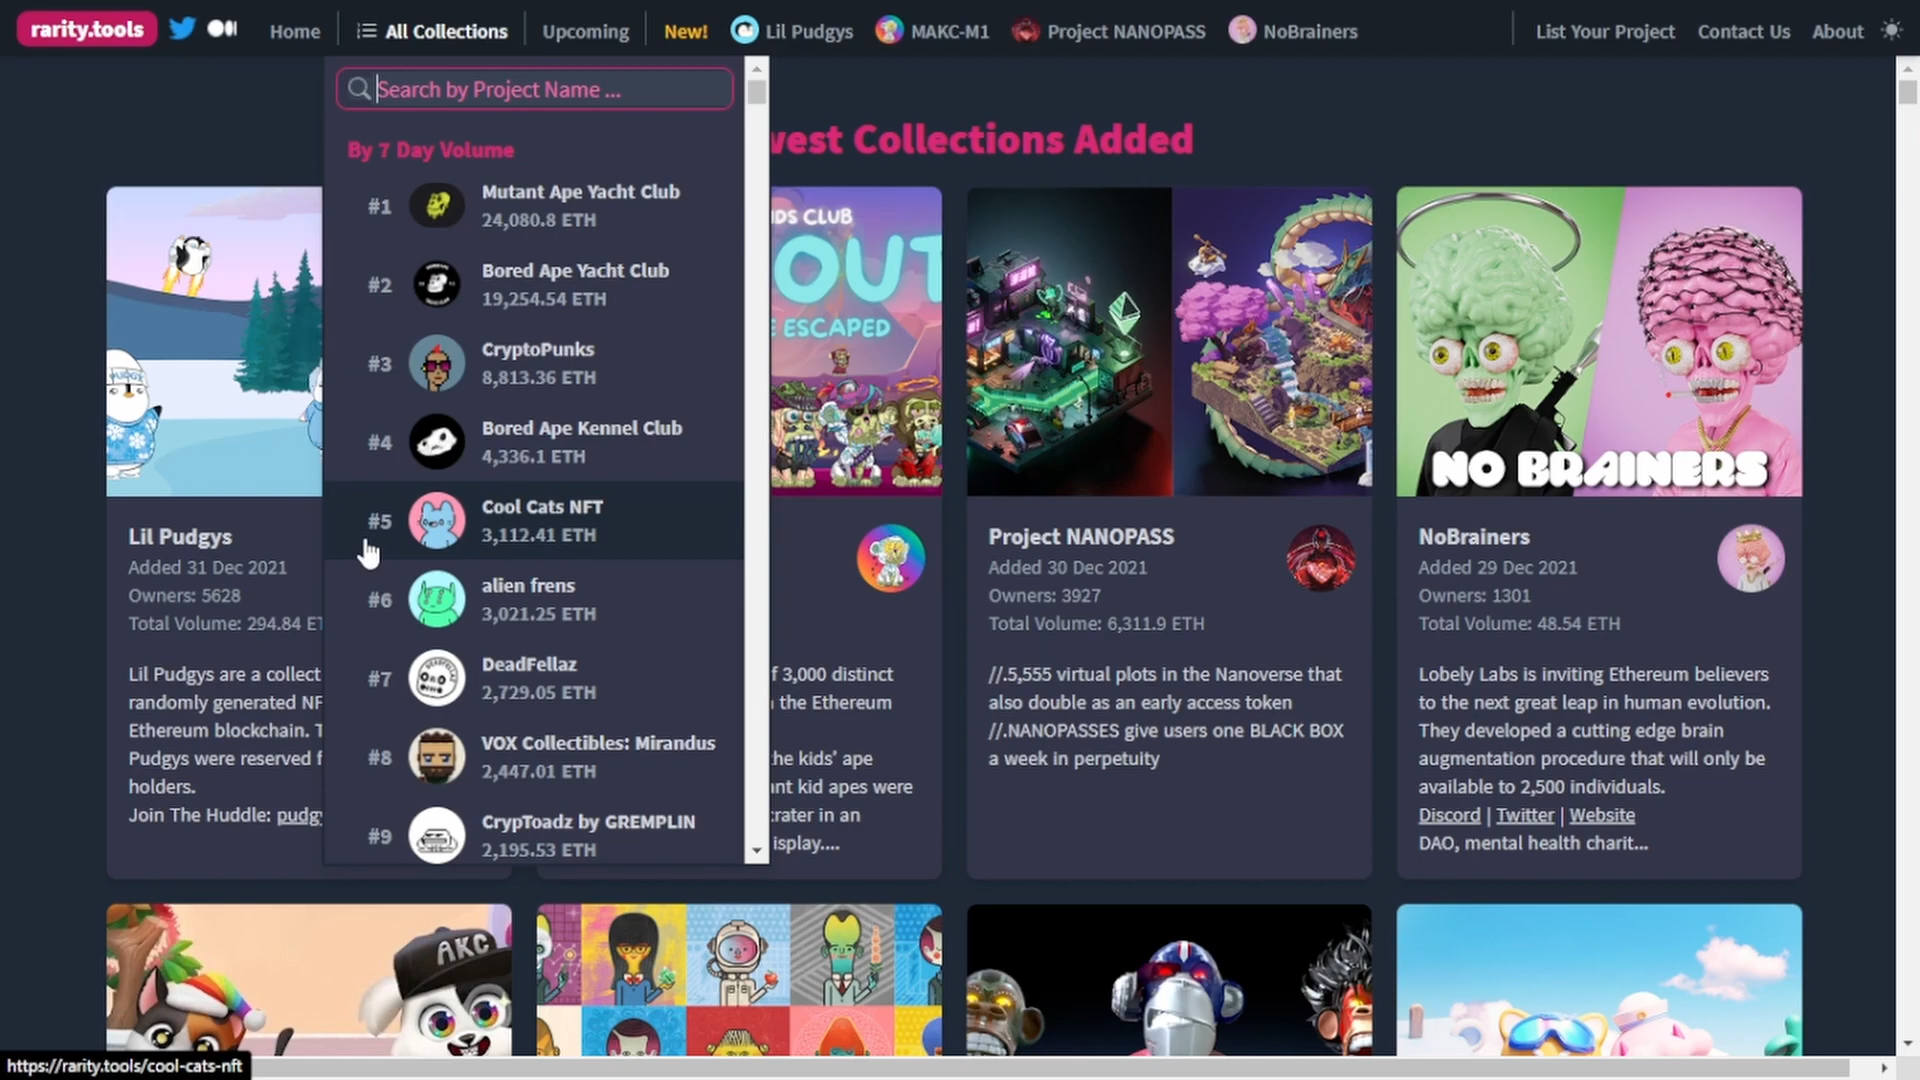 rarity.tools
Home
All Collections
Upcoming
New!
Lil Pudgys
MAKC-M1
Project NANOPASS
NoBrainers
List Your Project
Contact Us
About
Search by Project Name ...
By 7 Day Volume
#1
Mutant Ape Yacht Club
24,080.8 ETH
#2
Bored Ape Yacht Club
19,254.54 ETH
#3
CryptoPunks
8,813.36 ETH
#4
Bored Ape Kennel Club
4,336.1 ETH
#5
Cool Cats NFT
3,112.41 ETH
#6
alien frens
3,021.25 ETH
#7
DeadFellaz
2,729.05 ETH
#8
VOX Collectibles: Mirandus
2,447.01 ETH
#9
CrypToadz by GREMPLIN
2,195.53 ETH
west Collections Added
PUDGY
Lil Pudgys
Added 31 Dec 2021
Owners: 5628
Total Volume: 294.84 ET
Lil Pudgys are a collect
randomly generated NF
Ethereum blockchain. T
Pudgys were reserved f
holders.
Join The Huddle: pudgy
IDS CLUB
OUT
E ESCAPED
f 3,000 distinct
the Ethereum
the kids' ape
ant kid apes were
crater in an
isplay....
Project NANOPASS
Added 30 Dec 2021
Owners: 3927
Total Volume: 6,311.9 ETH
//.5,555 virtual plots in the Nanoverse that
also double as an early access token
//.NANOPASSES give users one BLACK BOX
a week in perpetuity
NO BRAINERS
NoBrainers
Added 29 Dec 2021
Owners: 1301
Total Volume: 48.54 ETH
Lobely Labs is inviting Ethereum believers
to the next great leap in human evolution.
They developed a cutting edge brain
augmentation procedure that will only be
available to 2,500 individuals.
Discord | Twitter | Website
DAO, mental health charit...
AKC
https://rarity.tools/cool-cats-nft